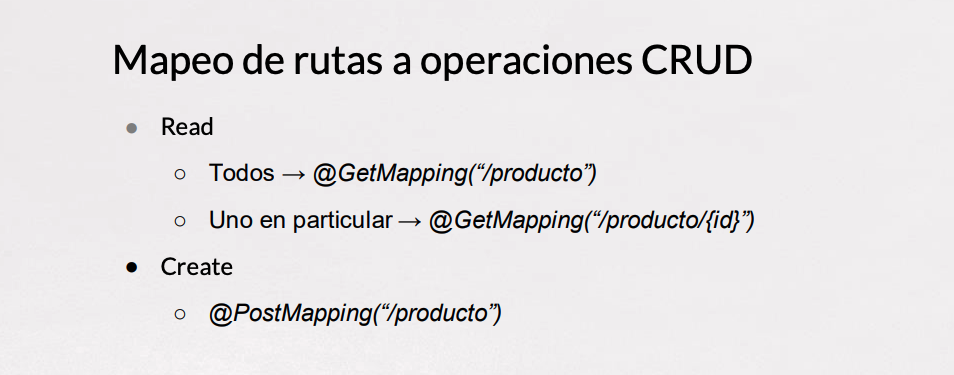 Mapeo de rutas a operaciones CRUD
● Read
○ Todos → @GetMapping(“/producto”)
○ Uno en particular → @GetMapping(“/producto/{id}”)
● Create
○ @PostMapping(“/producto”)